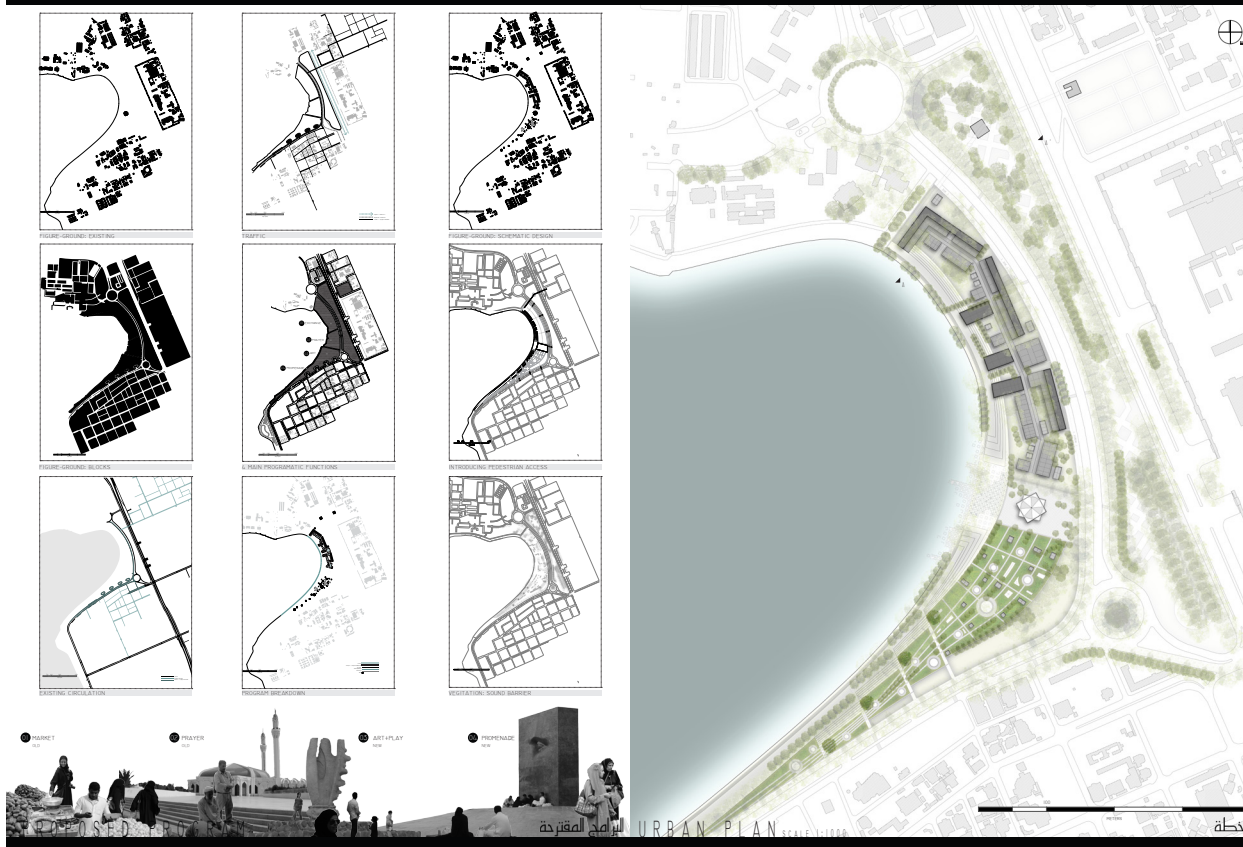 FIGURE-GROUND: EXISTING
TRAFFIC
FIGURE-GROUND: SCHEMATIC DESIGN
FIGURE-GROUND: BLOCKS
4 MAIN PROGRAMATIC FUNCTIONS
INTRODUCING PEDESTRIAN ACCESS
EXISTING CIRCULATION
PROGRAM BREAKDOWN
VEGITATION: SOUND BARRIER
01 MARKET
OLD
02 PRAYER
OLD
03 ART+PLAY
NEW
04 PROMENADE
NEW
PROPOSED PROGRAM
البرامج المقترحة
URBAN PLAN SCALE 1:1000
METERS